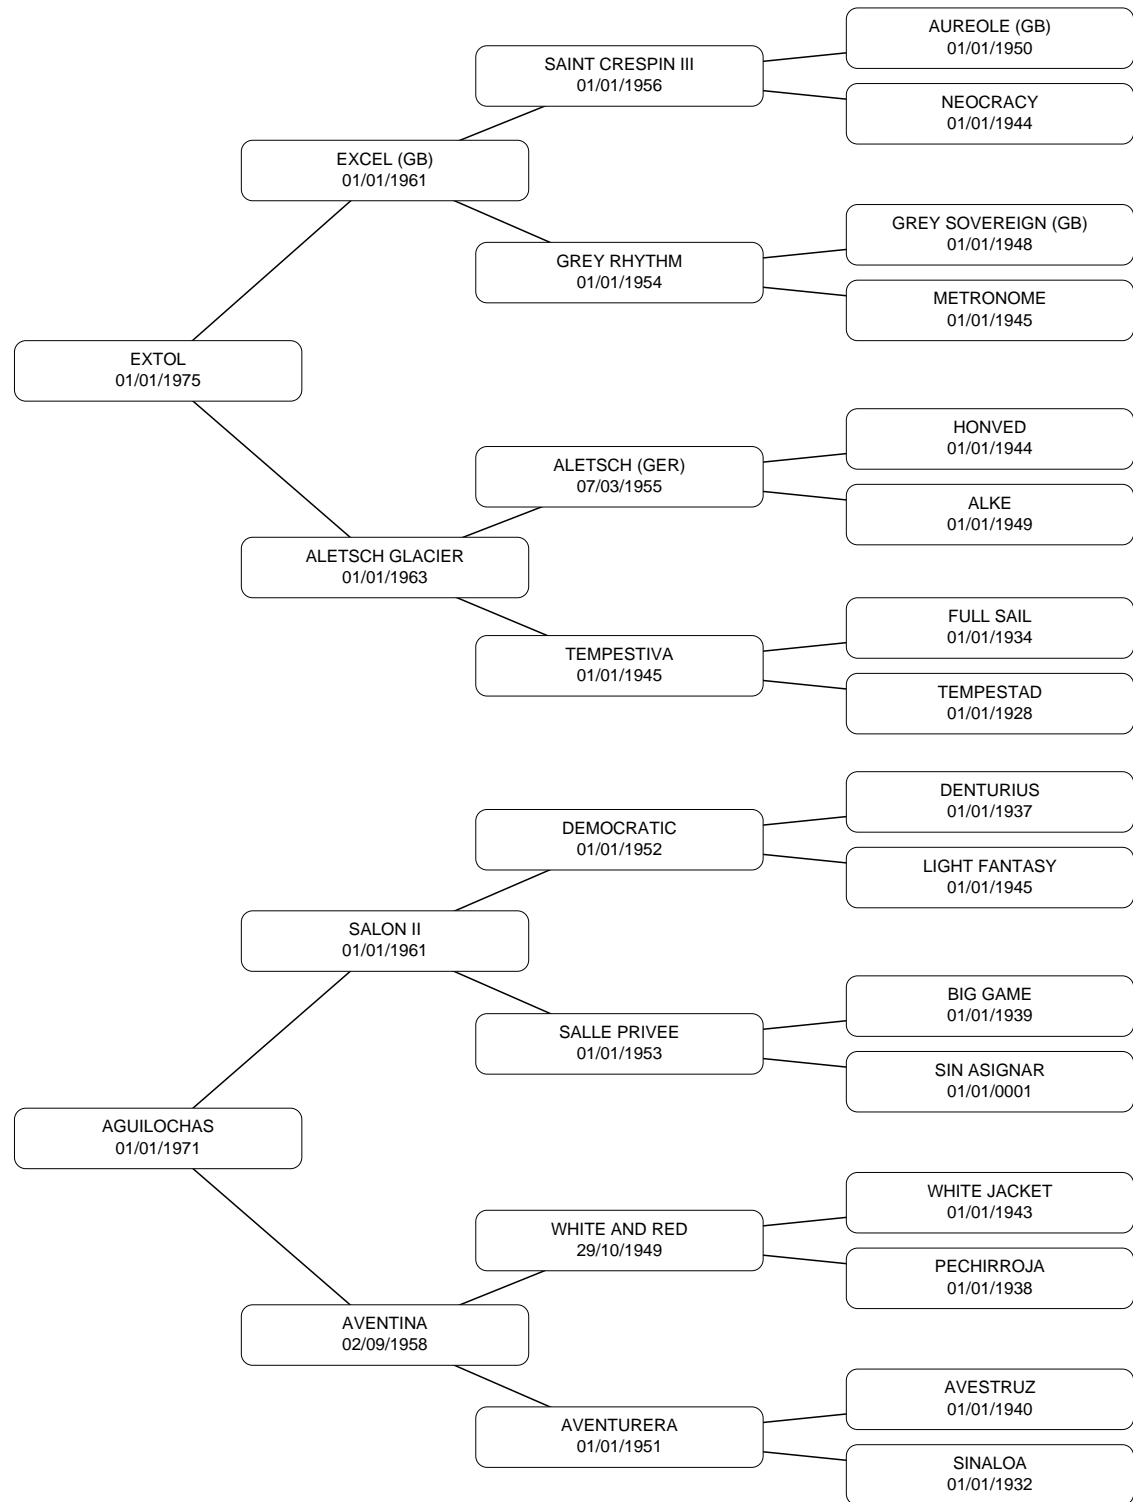 AUREOLE (GB)
01/01/1950
SAINT CRESPIN III
01/01/1956
NEOCRACY
01/01/1944
EXCEL (GB)
01/01/1961
GREY SOVEREIGN (GB)
01/01/1948
GREY RHYTHM
01/01/1954
METRONOME
01/01/1945
EXTOL
01/01/1975
HONVED
01/01/1944
ALETSCH (GER)
07/03/1955
ALKE
01/01/1949
ALETSCH GLACIER
01/01/1963
FULL SAIL
01/01/1934
TEMPESTIVA
01/01/1945
TEMPESTAD
01/01/1928
DENTURIUS
01/01/1937
DEMOCRATIC
01/01/1952
LIGHT FANTASY
01/01/1945
SALON II
01/01/1961
BIG GAME
01/01/1939
SALLE PRIVEE
01/01/1953
SIN ASIGNAR
01/01/0001
AGUILOCHAS
01/01/1971
WHITE JACKET
01/01/1943
WHITE AND RED
29/10/1949
PECHIRROJA
01/01/1938
AVENTINA
02/09/1958
AVESTRUZ
01/01/1940
AVENTURERA
01/01/1951
SINALOA
01/01/1932